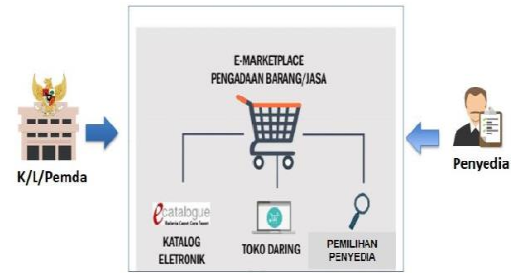 E-MARKETPLACE
PENGADAAN BARANG/JASA
K/L/Pemda
Penyedia
ecatalogue
KATALOG
ELETRONIK
TOKO DARING
PEMILIHAN
PENYEDIA